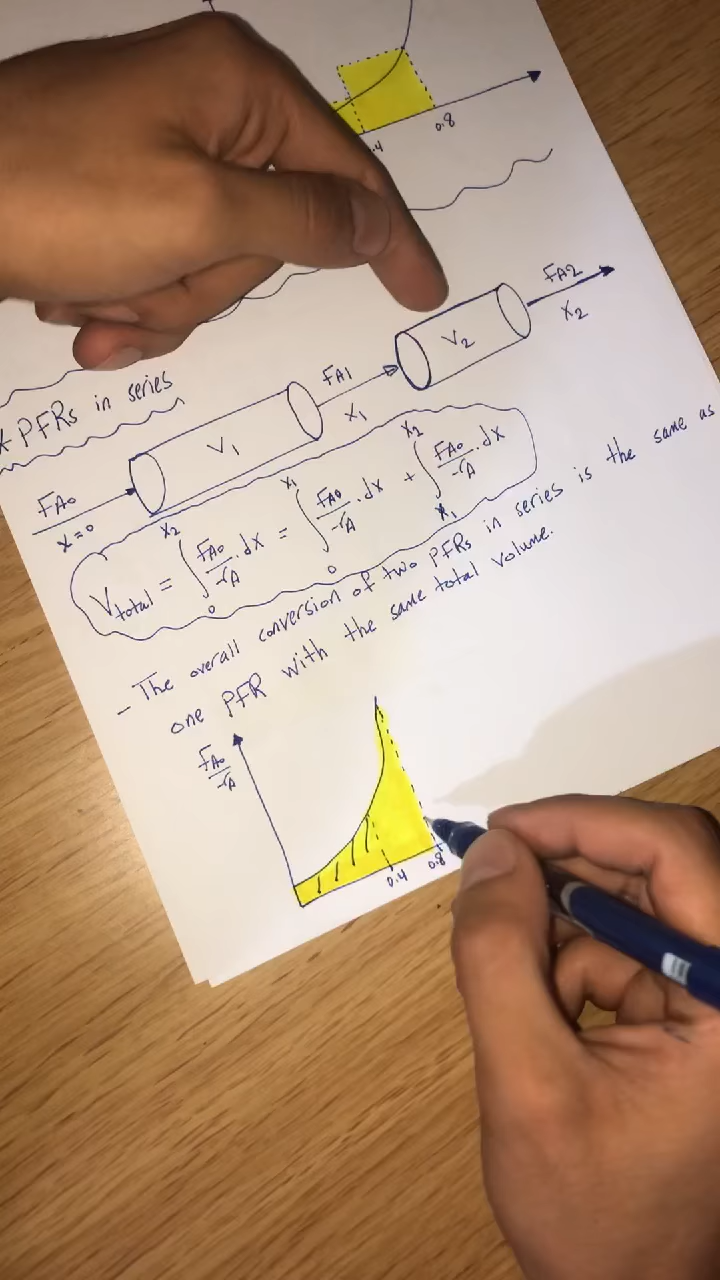 .4
0.8
* PFRs in series
FA0
X=0
V1
FA1
X1
V2
FA2
X2
Vtotal = ∫₀^X2 FA0/-rA . dX = ∫₀^X1 FA0/-rA . dX + ∫X1^X2 FA0/-rA . dX
- The overall conversion of two PFRs in series is the same as
one PFR with the same total volume.
FA0/-rA
0.4
0.8